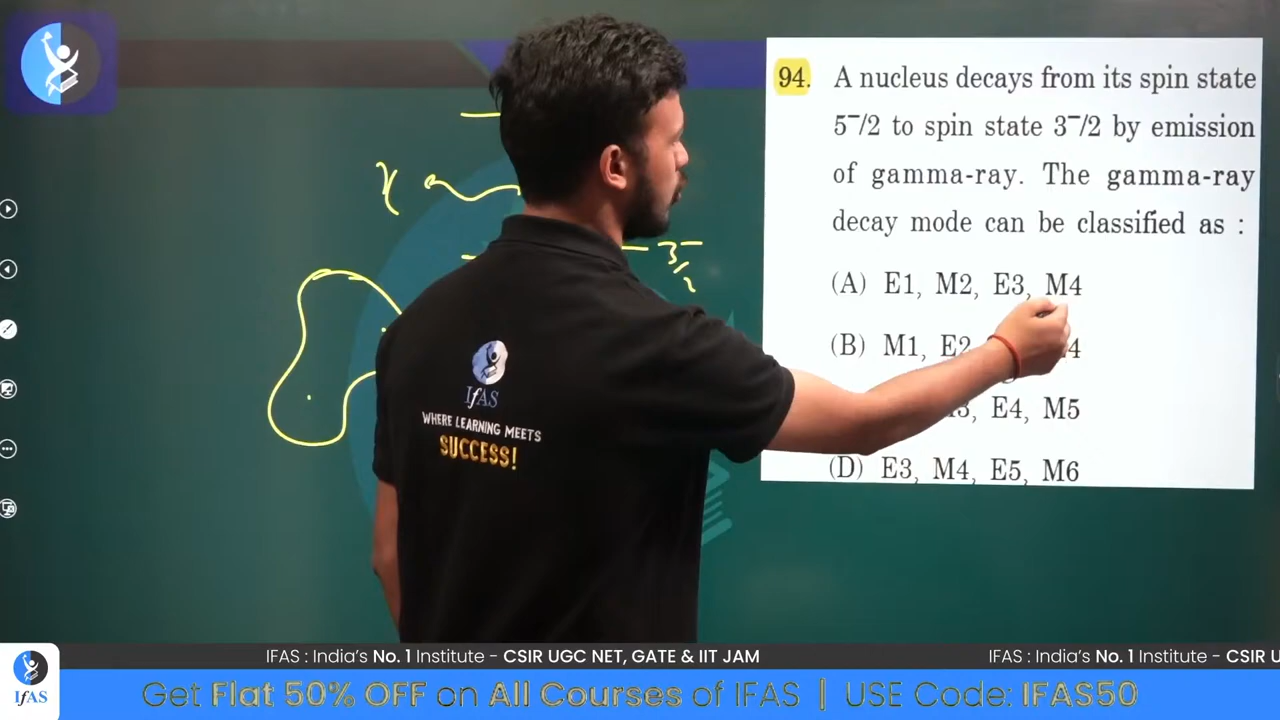 94. A nucleus decays from its spin state
5⁻/2 to spin state 3⁻/2 by emission
of gamma-ray. The gamma-ray
decay mode can be classified as :
(A) E1, M2, E3, M4
(B) M1, E2 4
3, E4, M5
(D) E3, M4, E5, M6
γ
3⁻/2
IfAS
WHERE LEARNING MEETS
SUCCESS!
IFAS : India's No. 1 Institute - CSIR UGC NET, GATE & IIT JAM
IFAS : India's No. 1 Institute - CSIR U
IfAS
Get Flat 50% OFF on All Courses of IFAS | USE Code: IFAS50